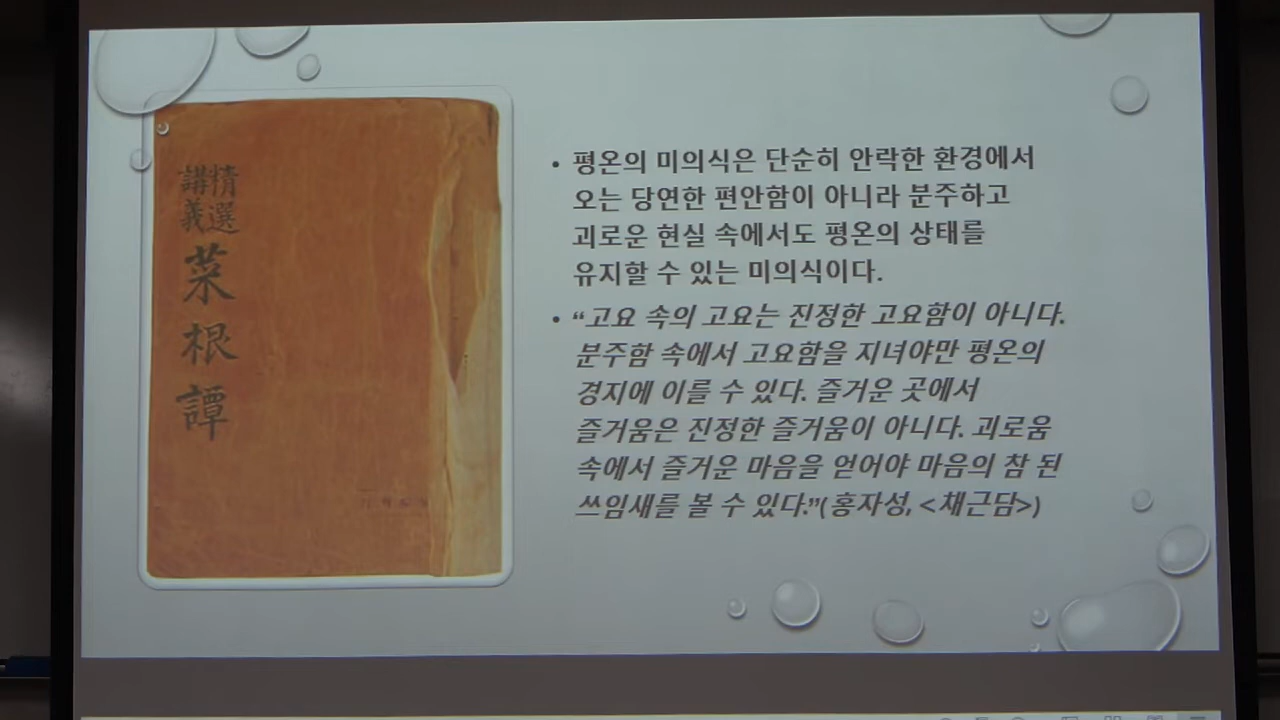 精選
講義
菜根譚
• 평온의 미의식은 단순히 안락한 환경에서
오는 당연한 편안함이 아니라 분주하고
괴로운 현실 속에서도 평온의 상태를
유지할 수 있는 미의식이다.
• “고요 속의 고요는 진정한 고요함이 아니다.
분주함 속에서 고요함을 지녀야만 평온의
경지에 이를 수 있다. 즐거운 곳에서
즐거움은 진정한 즐거움이 아니다. 괴로움
속에서 즐거운 마음을 얻어야 마음의 참 된
쓰임새를 볼 수 있다.”(홍자성, <채근담>)